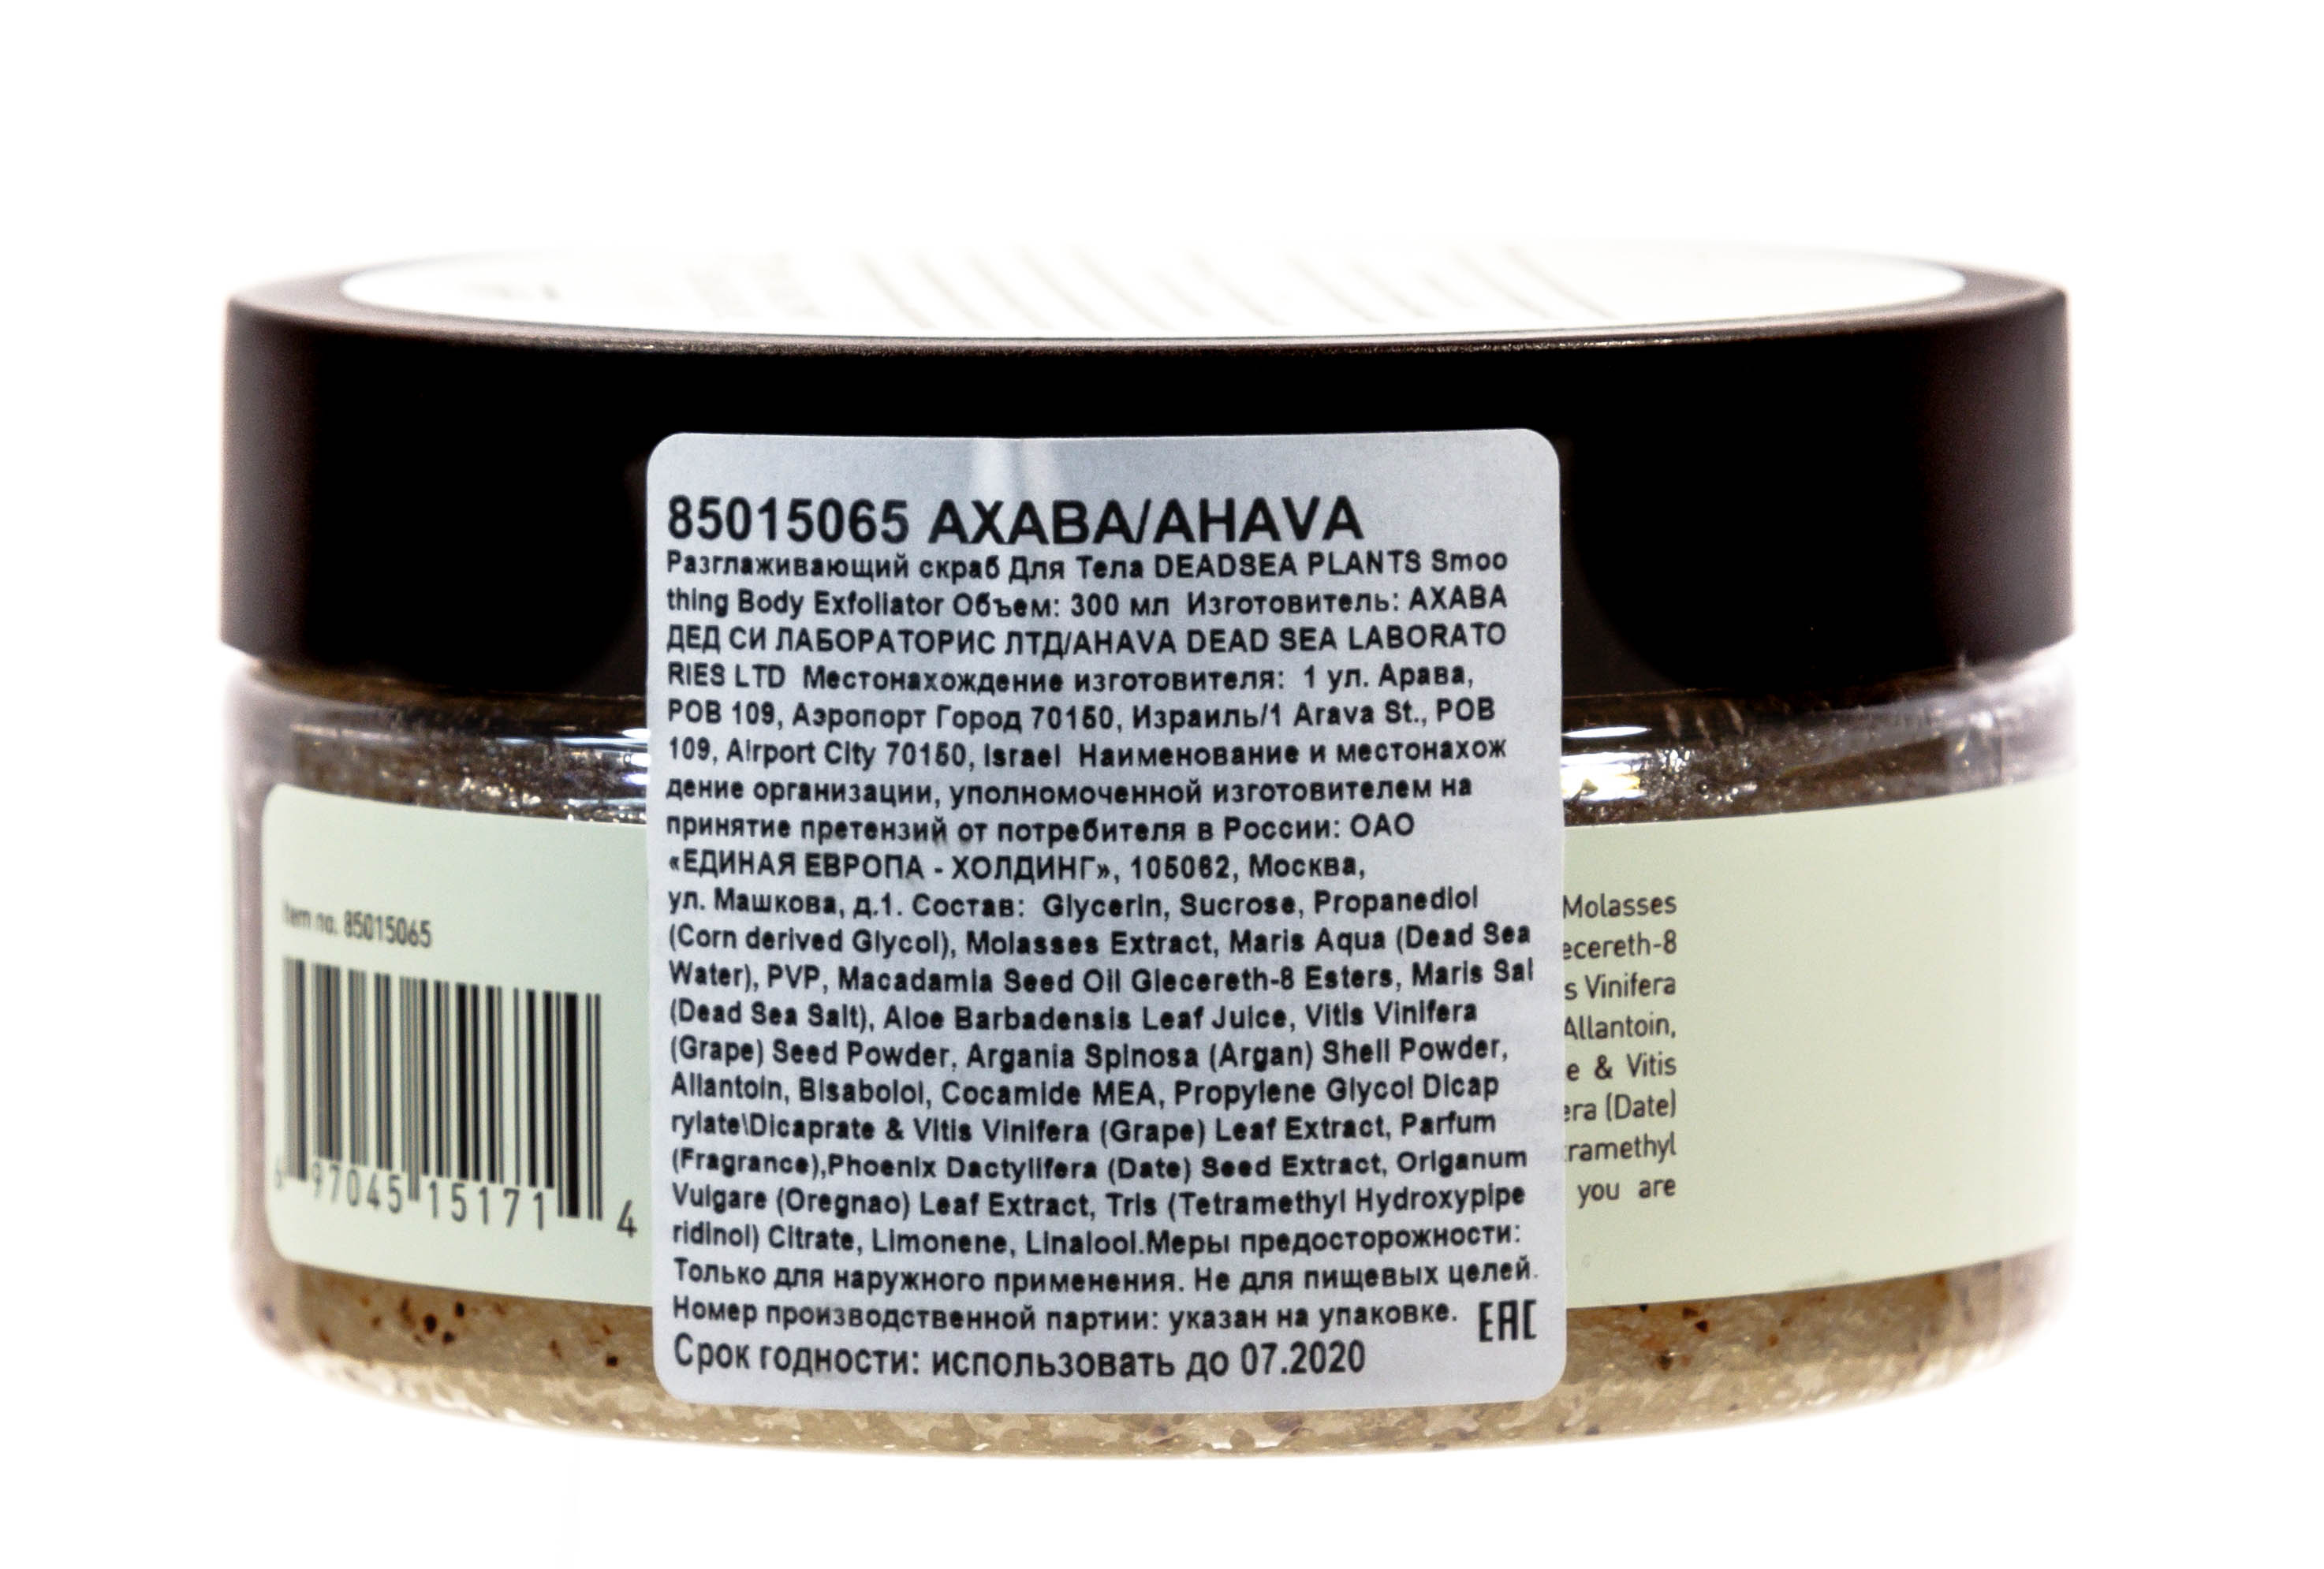 85015065 АХАВА/AHAVA
Разглаживающий скраб Для Тела DEADSEA PLANTS Smoo
thing Body Exfoliator Объем: 300 мл Изготовитель: АХАВА
ДЕД СИ ЛАБОРАТОРИС ЛТД/AHAVA DEAD SEA LABORATO
RIES LTD Местонахождение изготовителя: 1 ул. Арава,
POB 109, Аэропорт Город 70150, Израиль/1 Arava St., POB
109, Airport City 70150, Israel Наименование и местонахож
дение организации, уполномоченной изготовителем на
принятие претензий от потребителя в России: ОАО
«ЕДИНАЯ ЕВРОПА - ХОЛДИНГ», 105062, Москва,
ул. Машкова, д.1. Состав: Glycerin, Sucrose, Propanediol
(Corn derived Glycol), Molasses Extract, Maris Aqua (Dead Sea
Water), PVP, Macadamia Seed Oil Glecereth-8 Esters, Maris Sal
(Dead Sea Salt), Aloe Barbadensis Leaf Juice, Vitis Vinifera
(Grape) Seed Powder, Argania Spinosa (Argan) Shell Powder,
Allantoin, Bisabolol, Cocamide MEA, Propylene Glycol Dicap
rylate\Dicaprate & Vitis Vinifera (Grape) Leaf Extract, Parfum
(Fragrance),Phoenix Dactylifera (Date) Seed Extract, Origanum
Vulgare (Oregnao) Leaf Extract, Tris (Tetramethyl Hydroxypipe
ridinol) Citrate, Limonene, Linalool.Меры предосторожности:
Только для наружного применения. Не для пищевых целей.
Номер производственной партии: указан на упаковке. EAC
Срок годности: использовать до 07.2020
Item no. 85015065
6 97045 15171 4
Molasses
ecereth-8
s Vinifera
Allantoin,
e & Vitis
era (Date)
ramethyl
you are